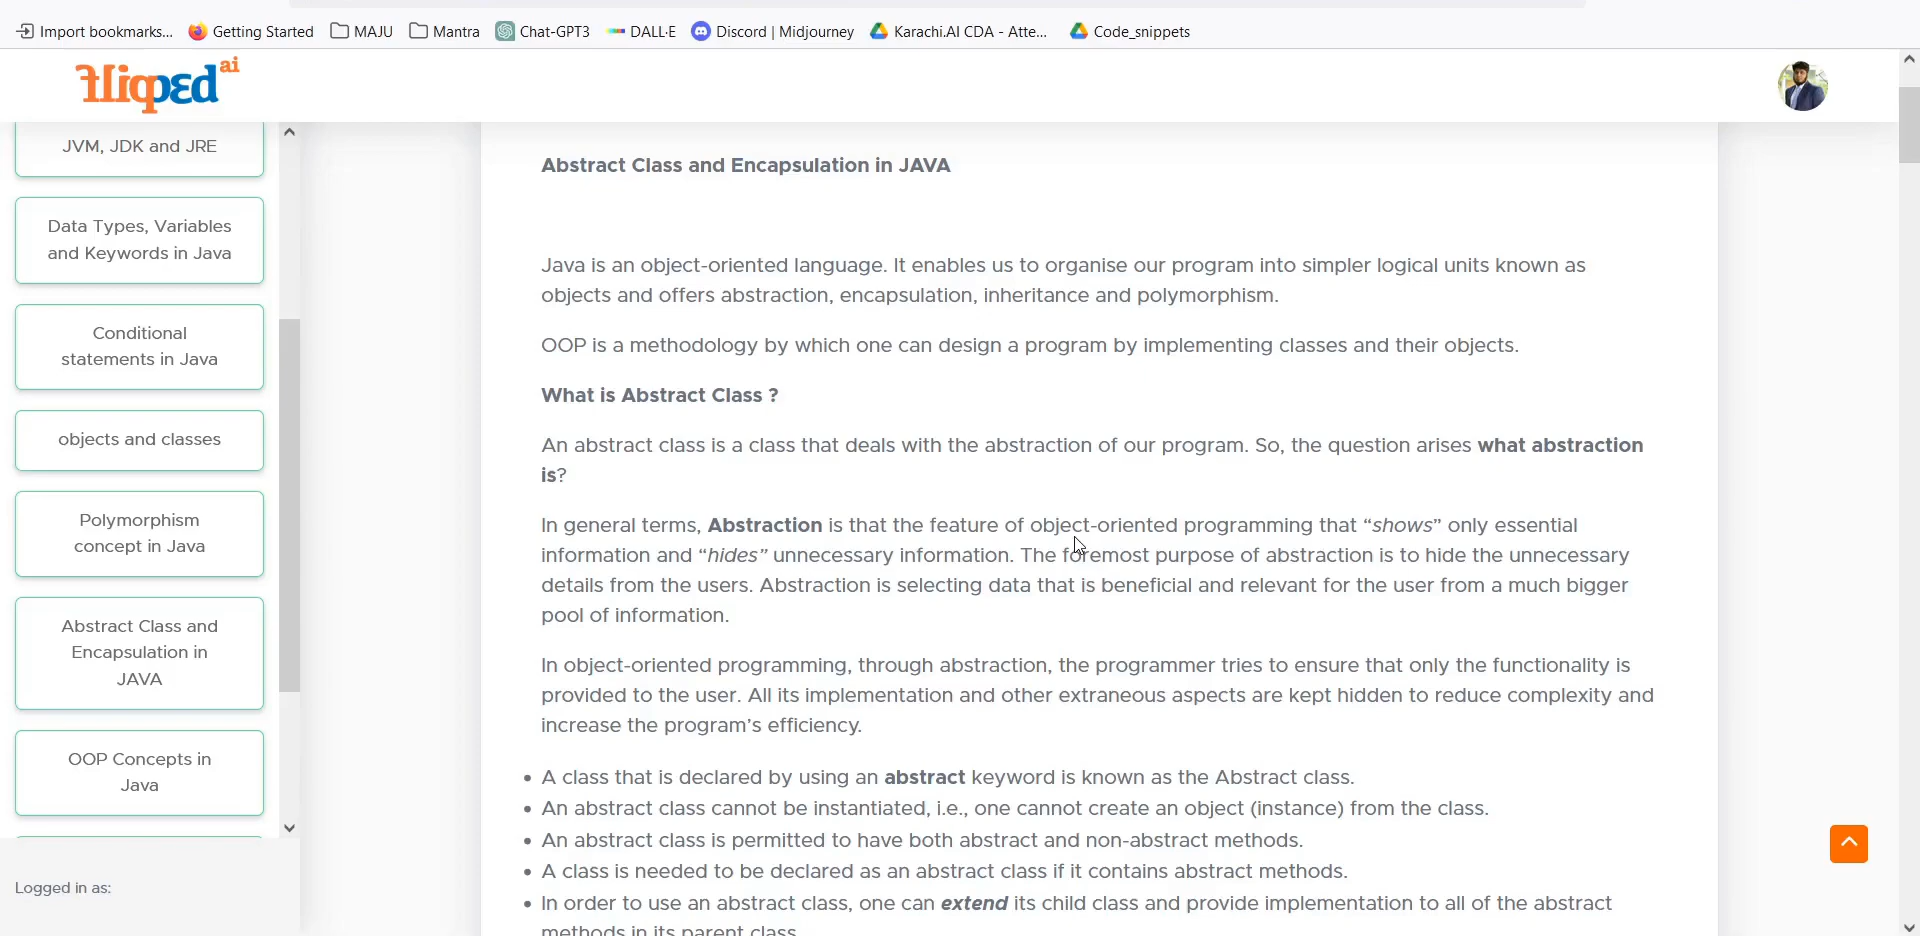 Import bookmarks... Getting Started MAJU Mantra Chat-GPT3 DALL·E Discord | Midjourney Karachi.AI CDA - Atte... Code_snippets
flipped ai
JVM, JDK and JRE
Data Types, Variables
and Keywords in Java
Conditional
statements in Java
objects and classes
Polymorphism
concept in Java
Abstract Class and
Encapsulation in
JAVA
OOP Concepts in
Java
Logged in as:
Abstract Class and Encapsulation in JAVA
Java is an object-oriented language. It enables us to organise our program into simpler logical units known as
objects and offers abstraction, encapsulation, inheritance and polymorphism.
OOP is a methodology by which one can design a program by implementing classes and their objects.
What is Abstract Class ?
An abstract class is a class that deals with the abstraction of our program. So, the question arises what abstraction
is?
In general terms, Abstraction is that the feature of object-oriented programming that “shows” only essential
information and “hides” unnecessary information. The foremost purpose of abstraction is to hide the unnecessary
details from the users. Abstraction is selecting data that is beneficial and relevant for the user from a much bigger
pool of information.
In object-oriented programming, through abstraction, the programmer tries to ensure that only the functionality is
provided to the user. All its implementation and other extraneous aspects are kept hidden to reduce complexity and
increase the program’s efficiency.
• A class that is declared by using an abstract keyword is known as the Abstract class.
• An abstract class cannot be instantiated, i.e., one cannot create an object (instance) from the class.
• An abstract class is permitted to have both abstract and non-abstract methods.
• A class is needed to be declared as an abstract class if it contains abstract methods.
• In order to use an abstract class, one can extend its child class and provide implementation to all of the abstract
methods in its parent class.